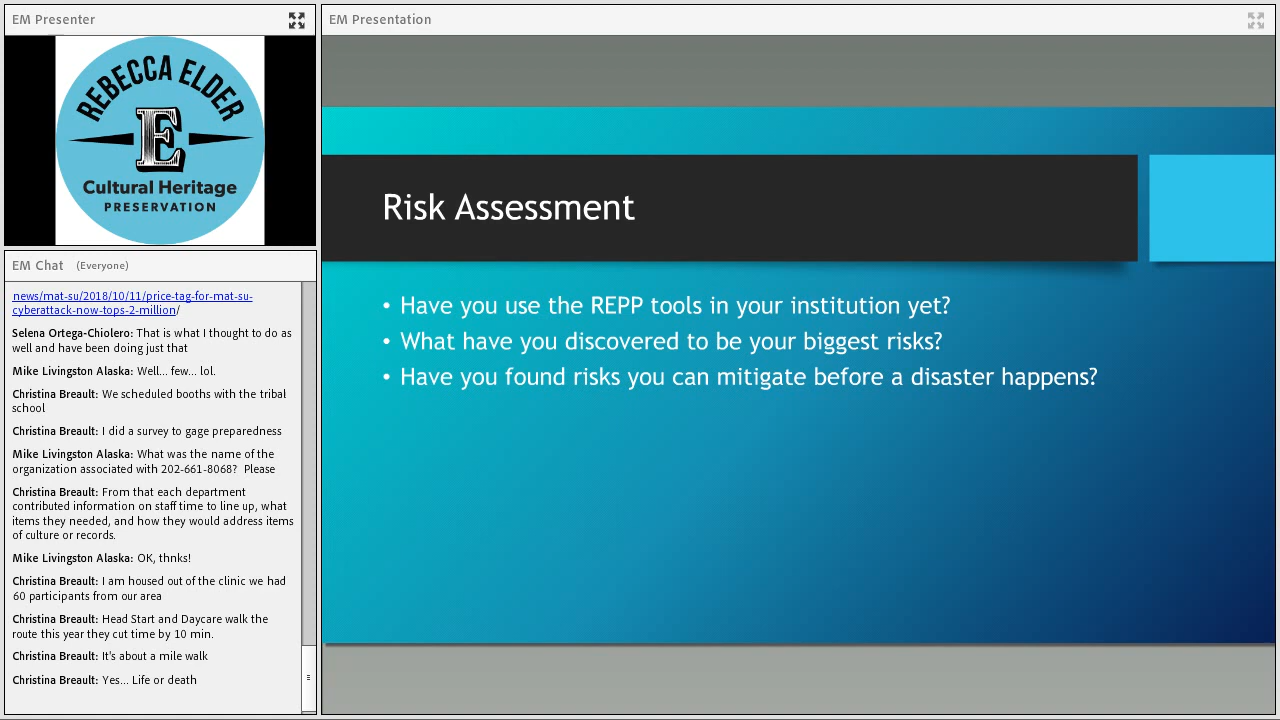 EM Presenter
REBECCA ELDER
E
Cultural Heritage
PRESERVATION
EM Chat (Everyone)
news/mat-su/2018/10/11/price-tag-for-mat-su-
cyberattack-now-tops-2-million/
Selena Ortega-Chiolero: That is what I thought to do as
well and have been doing just that
Mike Livingston Alaska: Well... few... lol.
Christina Breault: We scheduled booths with the tribal
school
Christina Breault: I did a survey to gage preparedness
Mike Livingston Alaska: What was the name of the
organization associated with 202-661-8068? Please
Christina Breault: From that each department
contributed information on staff time to line up, what
items they needed, and how they would address items
of culture or records.
Mike Livingston Alaska: OK, thnks!
Christina Breault: I am housed out of the clinic we had
60 participants from our area
Christina Breault: Head Start and Daycare walk the
route this year they cut time by 10 min.
Christina Breault: It's about a mile walk
Christina Breault: Yes... Life or death
EM Presentation
Risk Assessment
• Have you use the REPP tools in your institution yet?
• What have you discovered to be your biggest risks?
• Have you found risks you can mitigate before a disaster happens?